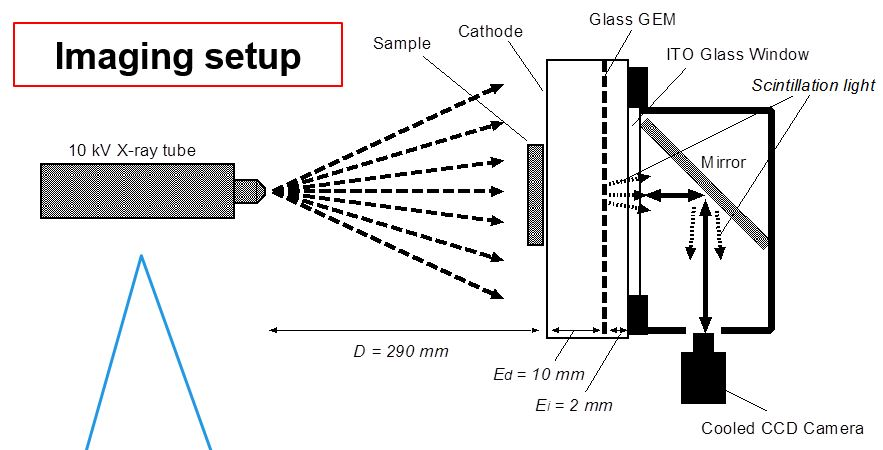 Imaging setup
Glass GEM
Cathode
Sample
ITO Glass Window
Scintillation light
10 kV X-ray tube
Mirror
D = 290 mm
Ed = 10 mm
Ei = 2 mm
Cooled CCD Camera